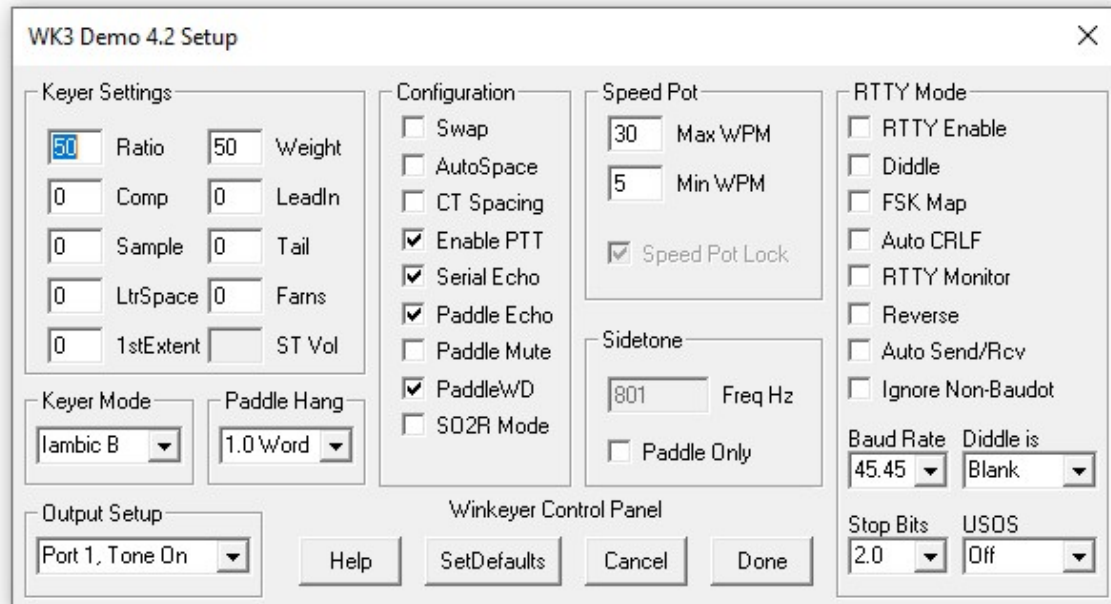 WK3 Demo 4.2 Setup
Keyer Settings
50 Ratio 50 Weight
0 Comp 0 LeadIn
0 Sample 0 Tail
0 LtrSpace 0 Farns
0 1stExtent ST Vol
Keyer Mode
Iambic B
Paddle Hang
1.0 Word
Output Setup
Port 1, Tone On
Configuration
Swap
AutoSpace
CT Spacing
Enable PTT
Serial Echo
Paddle Echo
Paddle Mute
PaddleWD
SO2R Mode
Speed Pot
30 Max WPM
5 Min WPM
Speed Pot Lock
Sidetone
801 Freq Hz
Paddle Only
RTTY Mode
RTTY Enable
Diddle
FSK Map
Auto CRLF
RTTY Monitor
Reverse
Auto Send/Rcv
Ignore Non-Baudot
Baud Rate Diddle is
45.45 Blank
Stop Bits USOS
2.0 Off
Winkeyer Control Panel
Help SetDefaults Cancel Done